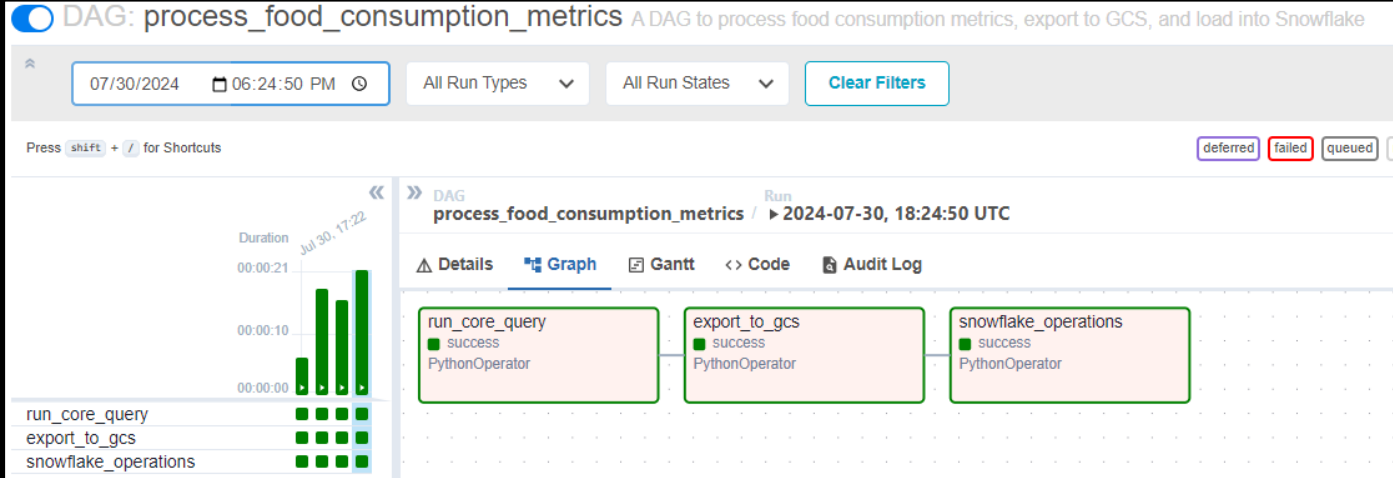 DAG: process_food_consumption_metrics A DAG to process food consumption metrics, export to GCS, and load into Snowflake
07/30/2024 06:24:50 PM All Run Types All Run States Clear Filters
Press shift + / for Shortcuts
deferred failed queued
DAG Run
process_food_consumption_metrics / 2024-07-30, 18:24:50 UTC
Details Graph Gantt Code Audit Log
Jul 30, 17:22
Duration
00:00:21
00:00:10
00:00:00
run_core_query
export_to_gcs
snowflake_operations
run_core_query
success
PythonOperator
export_to_gcs
success
PythonOperator
snowflake_operations
success
PythonOperator